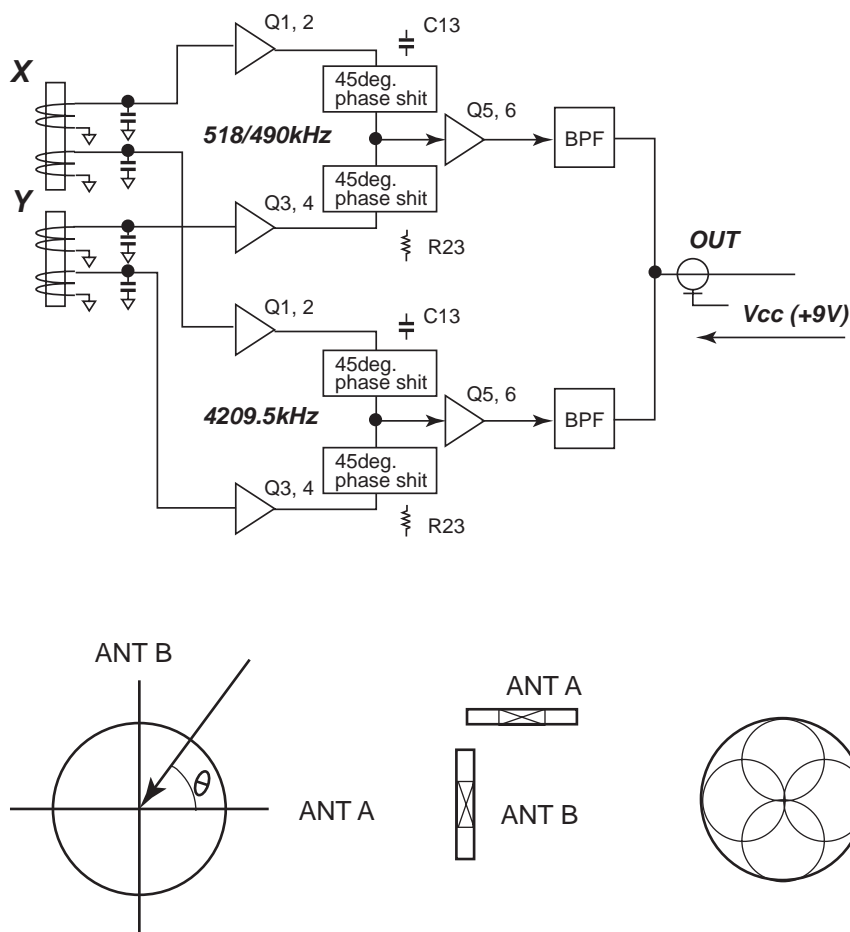 Q1, 2
C13
X
45deg.
phase shit
Q5, 6
518/490kHz
BPF
45deg.
phase shit
Y
Q3, 4
R23
OUT
Q1, 2
C13
Vcc (+9V)
45deg.
phase shit
Q5, 6
4209.5kHz
BPF
45deg.
phase shit
Q3, 4
R23
ANT B
θ
ANT A
ANT A
ANT B